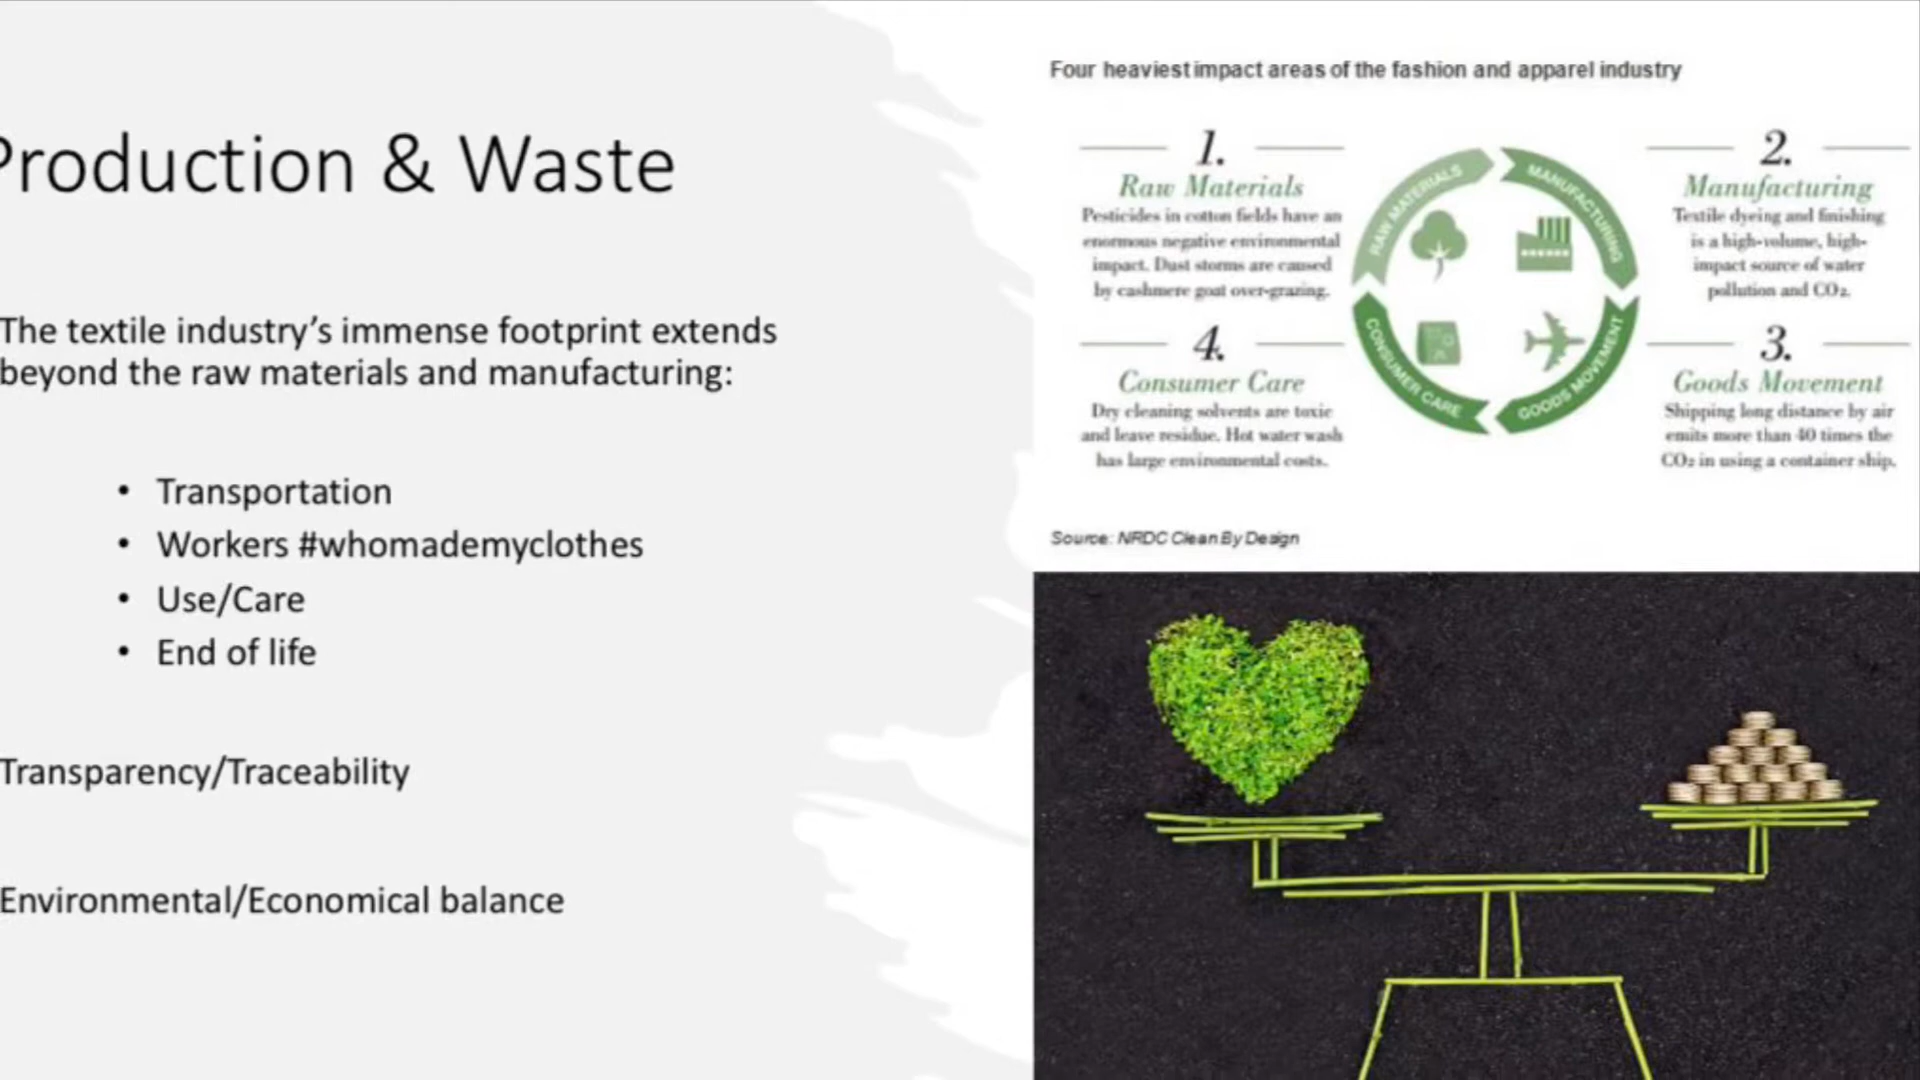 Production & Waste
The textile industry's immense footprint extends
beyond the raw materials and manufacturing:
• Transportation
• Workers #whomademyclothes
• Use/Care
• End of life
Transparency/Traceability
Environmental/Economical balance
Four heaviest impact areas of the fashion and apparel industry
1.
Raw Materials
Pesticides in cotton fields have an
enormous negative environmental
impact. Dust storms are caused
by cashmere goat over-grazing.
2.
Manufacturing
Textile dyeing and finishing
is a high-volume, high-
impact source of water
pollution and CO2.
RAW MATERIALS
MANUFACTURING
GOODS MOVEMENT
CONSUMER CARE
4.
Consumer Care
Dry cleaning solvents are toxic
and leave residue. Hot water wash
has large environmental costs.
3.
Goods Movement
Shipping long distance by air
emits more than 40 times the
CO2 in using a container ship.
Source: NRDC Clean By Design